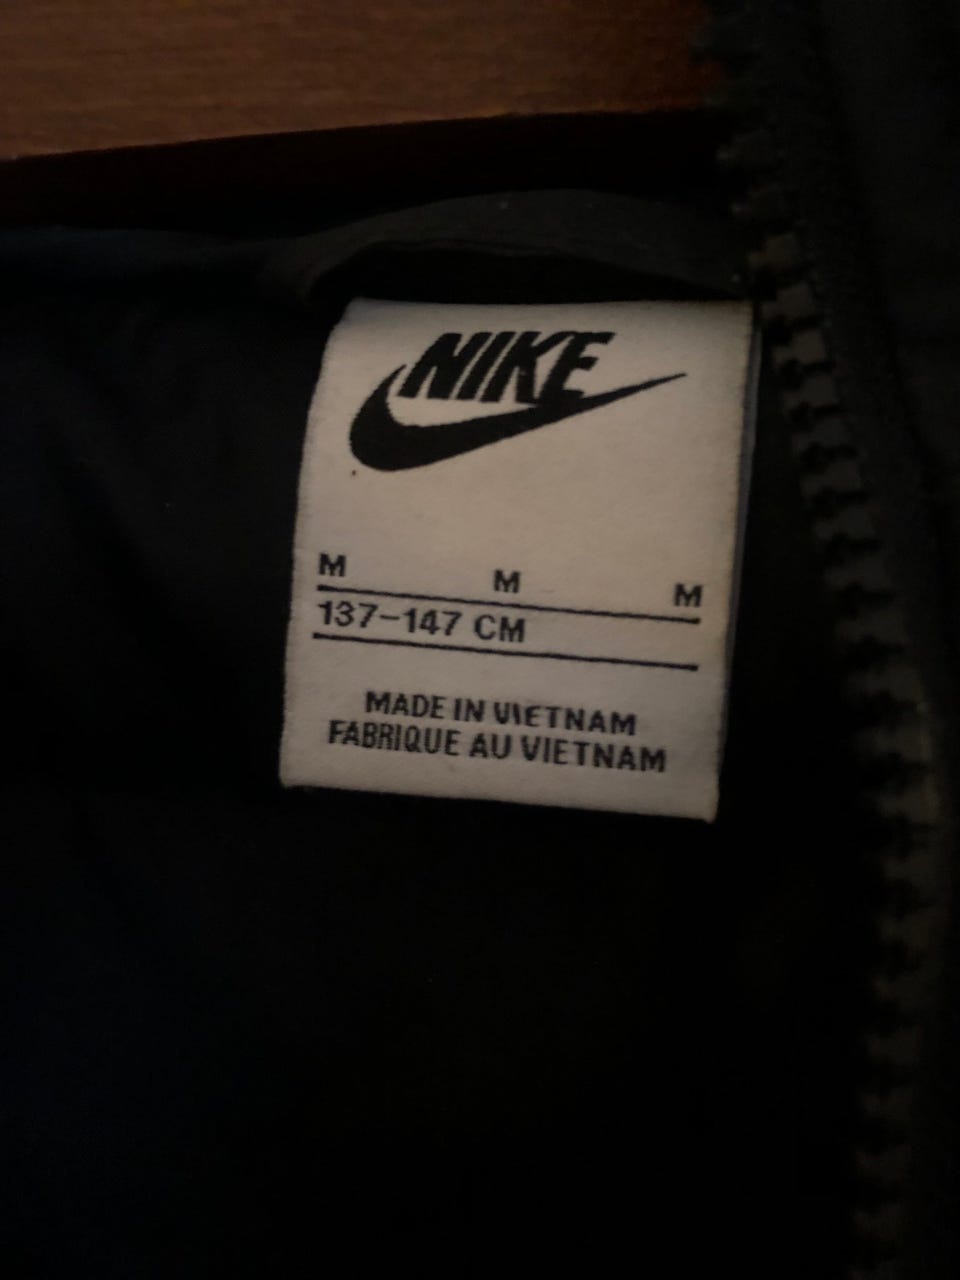 NIKE
M M M
137-147 CM
MADE IN VIETNAM
FABRIQUE AU VIETNAM